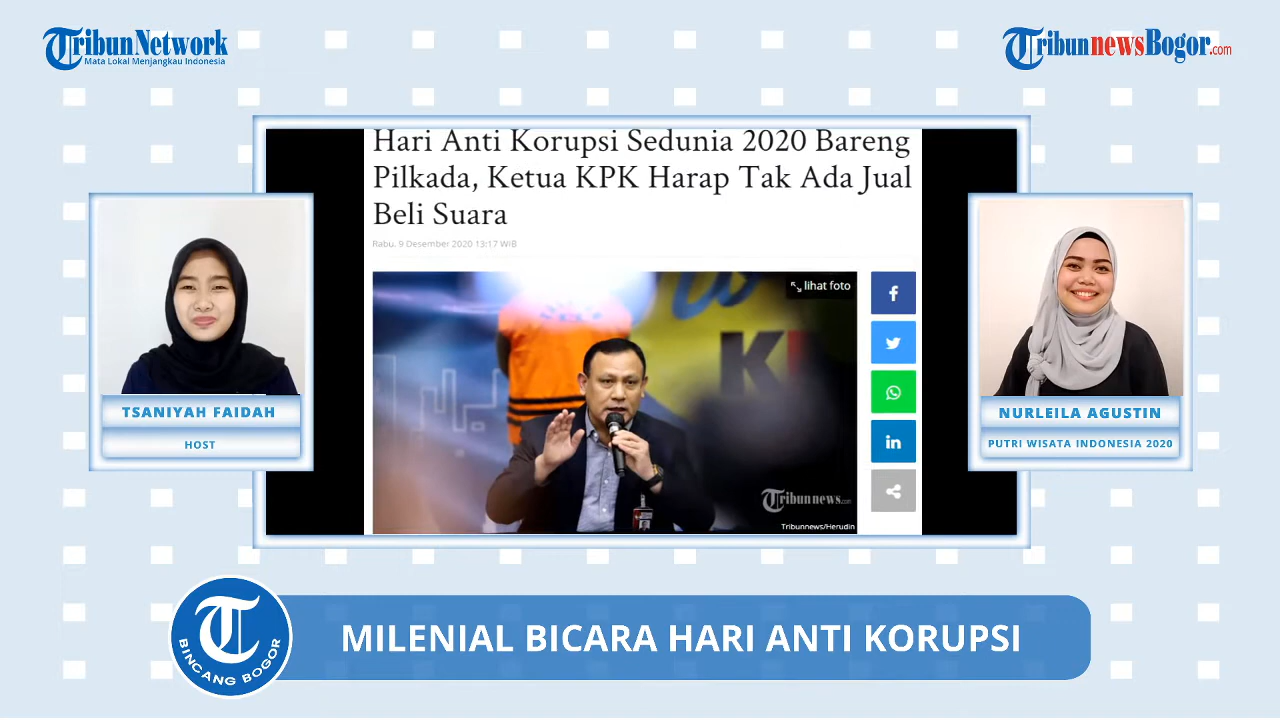 TribunNetwork
Mata Lokal Menjangkau Indonesia
TribunnewsBogor.com
Hari Anti Korupsi Sedunia 2020 Bareng
Pilkada, Ketua KPK Harap Tak Ada Jual
Beli Suara
Rabu, 9 Desember 2020 13:17 WIB
lihat foto
K
Tribunnews.com
Tribunnews/Herudin
TSANIYAH FAIDAH
HOST
NURLEILA AGUSTIN
PUTRI WISATA INDONESIA 2020
T
BINCANG BOGOR
MILENIAL BICARA HARI ANTI KORUPSI